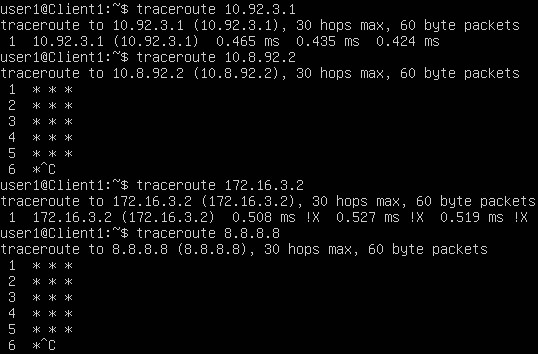 user1@Client1:~$ traceroute 10.92.3.1
traceroute to 10.92.3.1 (10.92.3.1), 30 hops max, 60 byte packets
 1  10.92.3.1 (10.92.3.1)  0.465 ms  0.435 ms  0.424 ms
user1@Client1:~$ traceroute 10.8.92.2
traceroute to 10.8.92.2 (10.8.92.2), 30 hops max, 60 byte packets
 1  * * *
 2  * * *
 3  * * *
 4  * * *
 5  * * *
 6  *^C
user1@Client1:~$ traceroute 172.16.3.2
traceroute to 172.16.3.2 (172.16.3.2), 30 hops max, 60 byte packets
 1  172.16.3.2 (172.16.3.2)  0.508 ms !X  0.527 ms !X  0.519 ms !X
user1@Client1:~$ traceroute 8.8.8.8
traceroute to 8.8.8.8 (8.8.8.8), 30 hops max, 60 byte packets
 1  * * *
 2  * * *
 3  * * *
 4  * * *
 5  * * *
 6  *^C